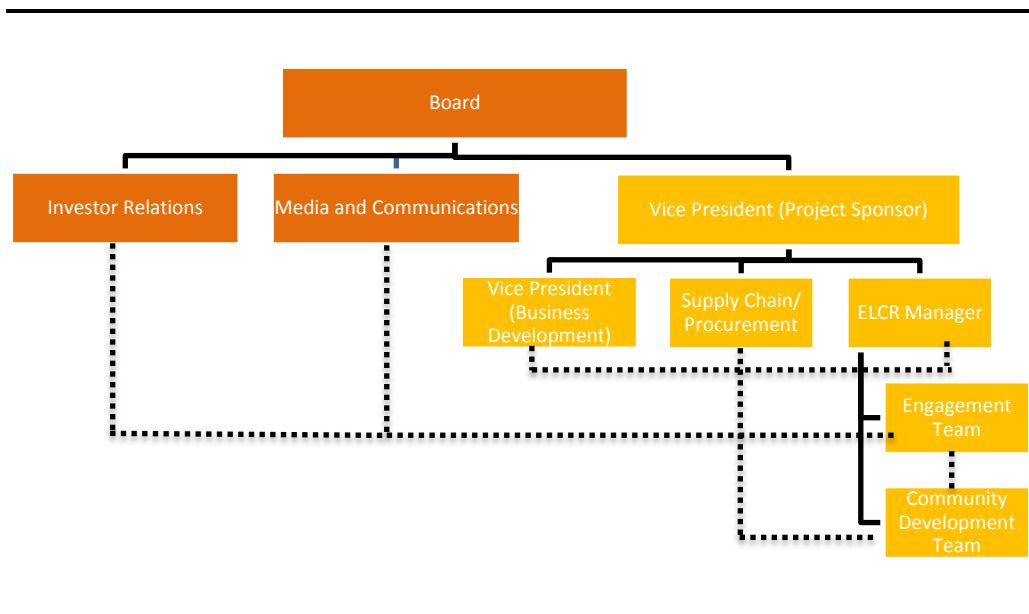 Board
Investor Relations
Media and Communications
Vice President (Project Sponsor)
Vice President
(Business
Development)
Supply Chain/
Procurement
ELCR Manager
Engagement
Team
Community
Development
Team